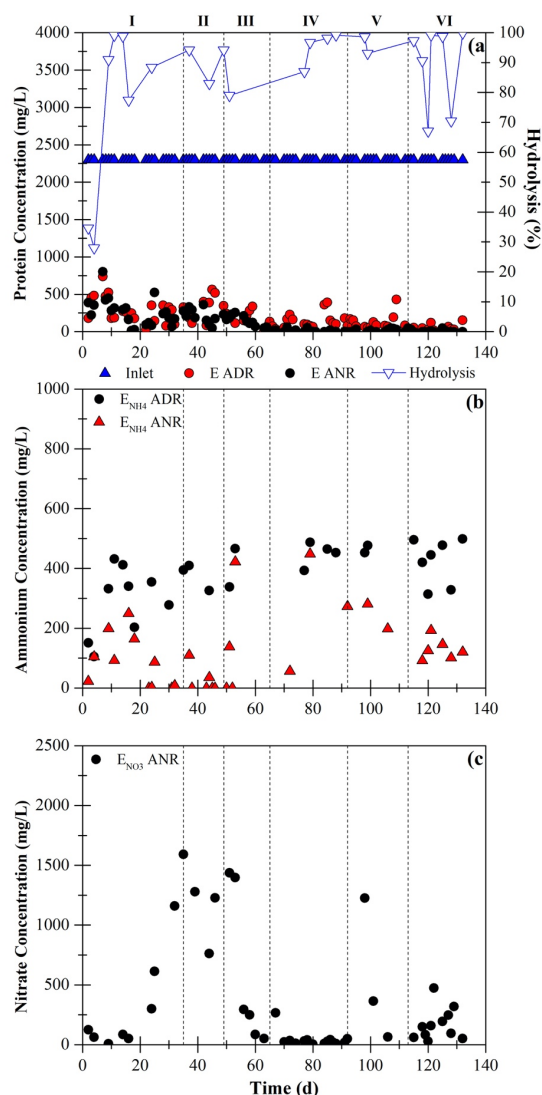 I II III IV V VI
(a)
4000 3500 3000 2500 2000 1500 1000 500 0
Protein Concentration (mg/L)
100 90 80 70 60 50 40 30 20 10 0
Hydrolysis (%)
0 20 40 60 80 100 120 140
Inlet E ADR E ANR Hydrolysis
(b)
E_NH4 ADR
E_NH4 ANR
1000 800 600 400 200 0
Ammonium Concentration (mg/L)
0 20 40 60 80 100 120 140
(c)
E_NO3 ANR
2500 2000 1500 1000 500 0
Nitrate Concentration (mg/L)
0 20 40 60 80 100 120 140
Time (d)